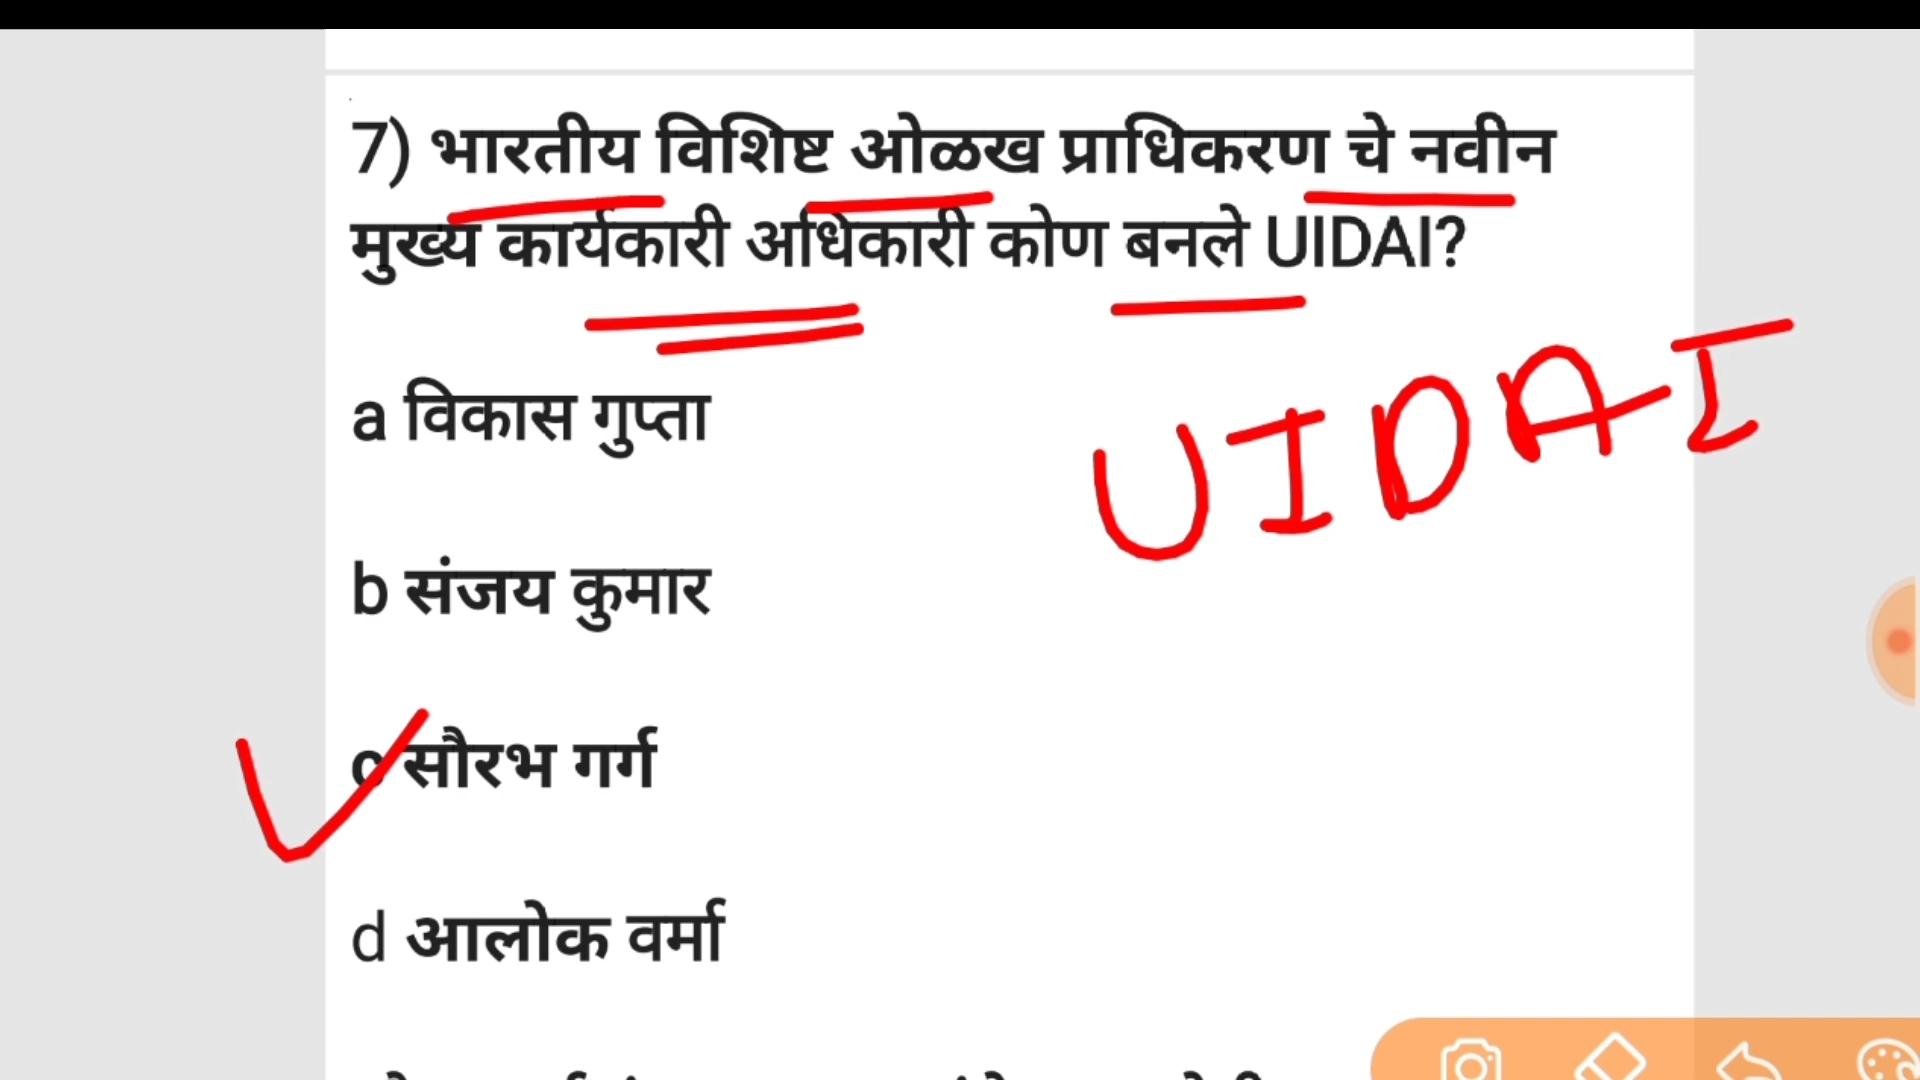 7) भारतीय विशिष्ट ओळख प्राधिकरण चे नवीन
मुख्य कार्यकारी अधिकारी कोण बनले UIDAI?
UIDAI
a विकास गुप्ता
b संजय कुमार
c सौरभ गर्ग
d आलोक वर्मा